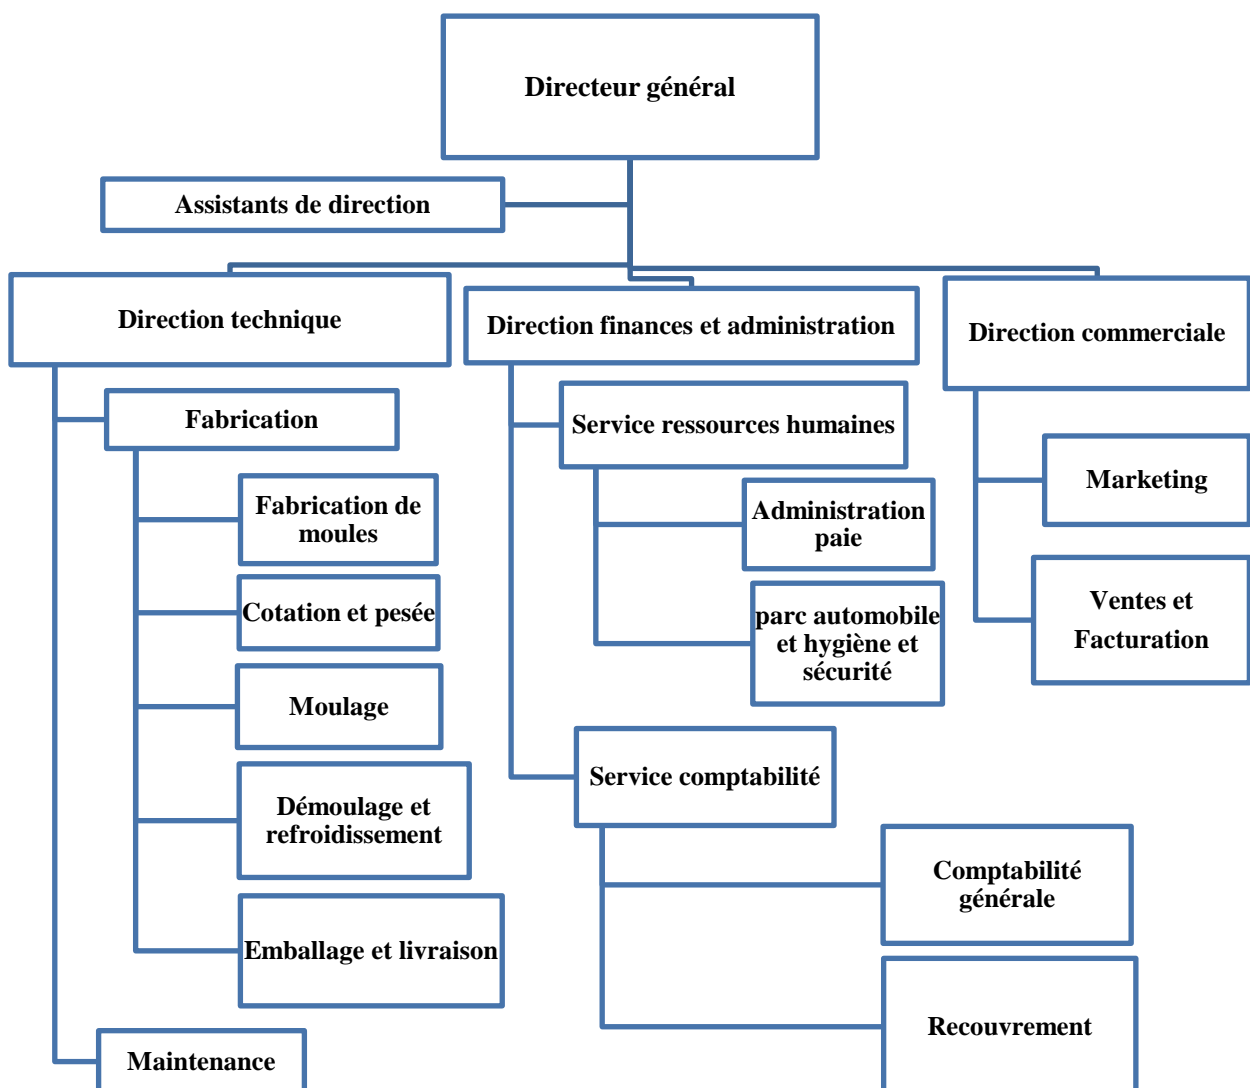 Directeur général
Assistants de direction
Direction technique
Direction finances et administration
Direction commerciale
Fabrication
Fabrication de
moules
Cotation et pesée
Moulage
Démoulage et
refroidissement
Emballage et livraison
Maintenance
Service ressources humaines
Administration
paie
parc automobile
et hygiène et
sécurité
Service comptabilité
Comptabilité
générale
Recouvrement
Marketing
Ventes et
Facturation